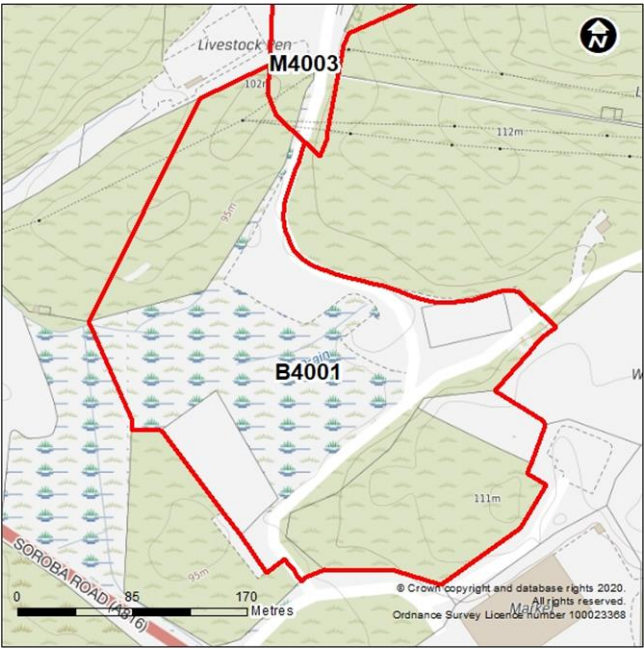 N
Livestock Pen
M4003
102m
112m
L
95m
Drain
B4001
W
111m
95m
SOROBA ROAD (A816)
0 85 170
Metres
Market
© Crown copyright and database rights 2020.
All rights reserved.
Ordnance Survey Licence number 100023368